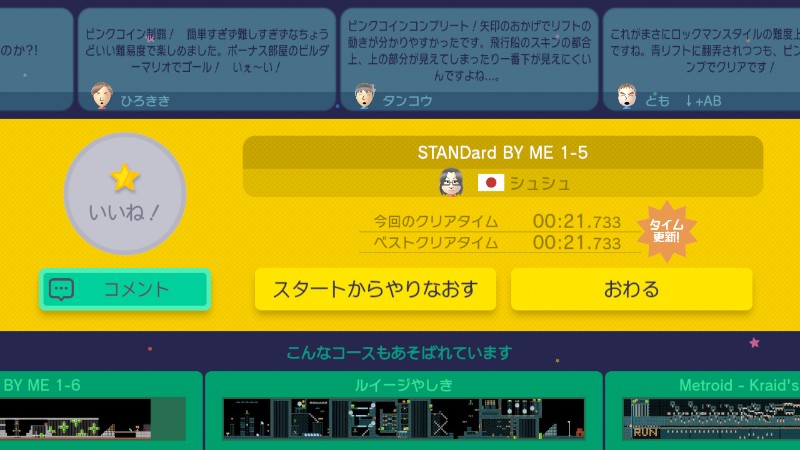 のか?!
ピンクコイン制覇！ 簡単すぎず難しすぎずなちょう
どいい難易度で楽しめました。ボーナス部屋のビルダ
ーマリオでゴール！ いぇ～い！
ひろきき
ピンクコインコンプリート！矢印のおかげでリフトの
動きが分かりやすかったです。飛行船のスキンの都合
上、上の部分が見えてしまったり一番下が見えにくい
んですよね…。
タンコウ
これがまさにロックマンスタイルの難度上
ですね。青リフトに翻弄されつつも、ピン
ンプでクリアです！
とも ↓+AB
いいね！
STANDard BY ME 1-5
シュシュ
今回のクリアタイム 00:21.733
ベストクリアタイム 00:21.733
タイム
更新!
コメント
スタートからやりなおす
おわる
こんなコースもあそばれています
BY ME 1-6
ルイージやしき
Metroid - Kraid's
RUN